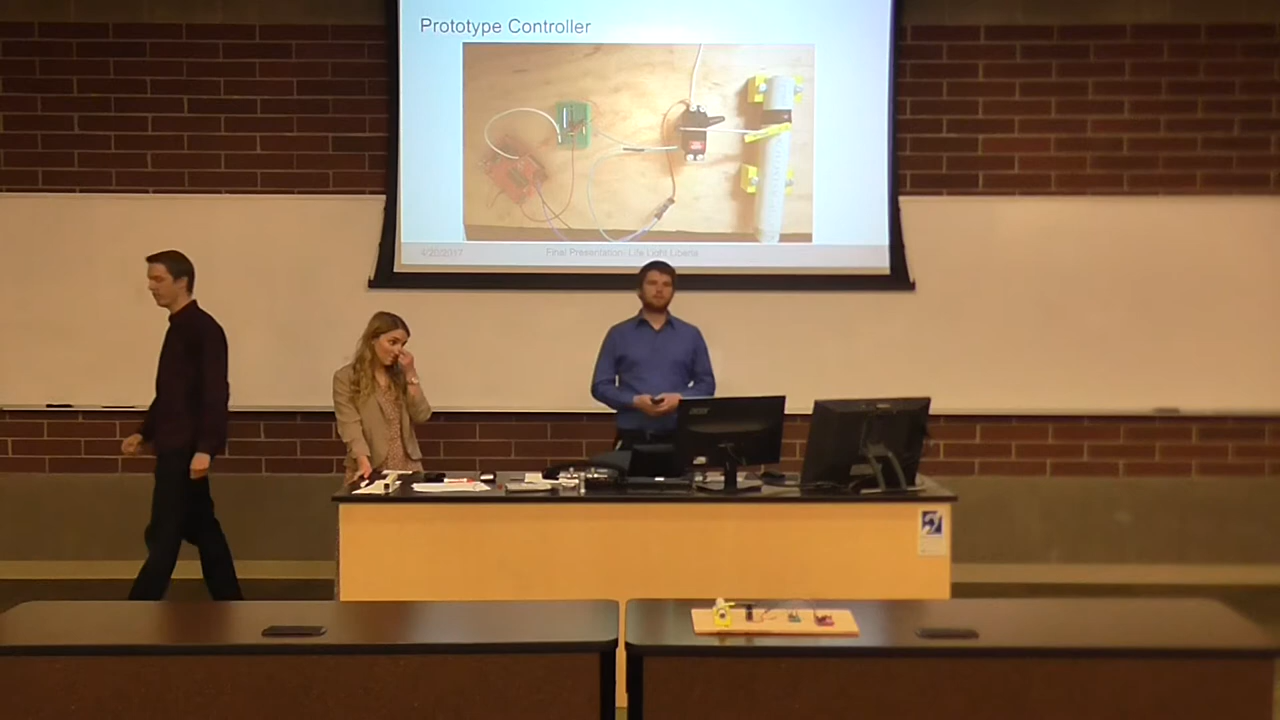 Prototype Controller
4/20/2017
Final Presentation- Life Light Liberia
acer